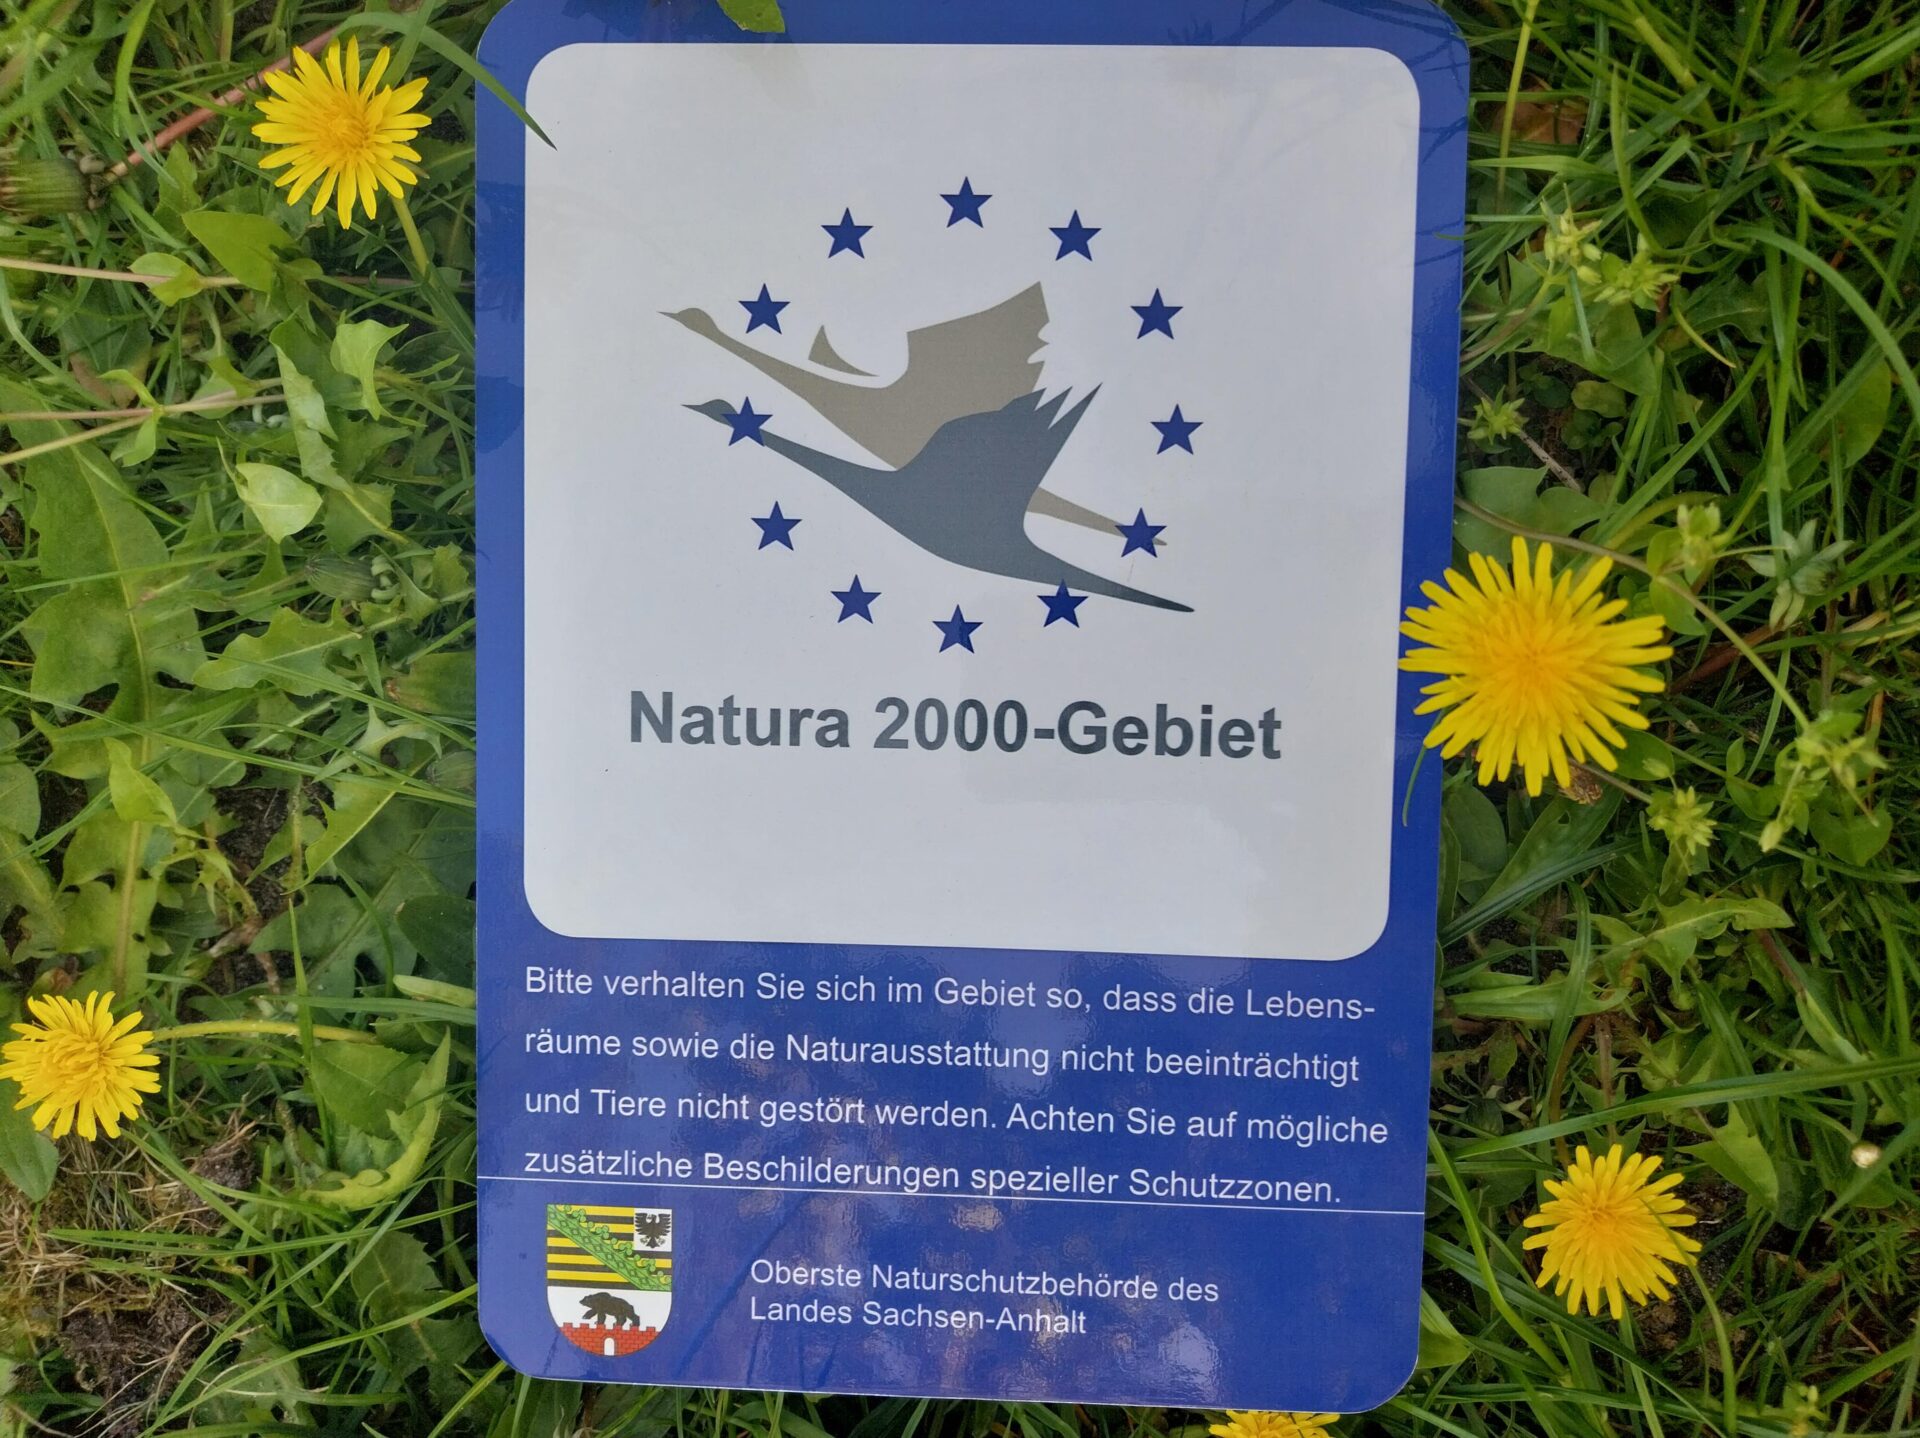 Natura 2000-Gebiet
Bitte verhalten Sie sich im Gebiet so, dass die Lebens-
räume sowie die Naturausstattung nicht beeinträchtigt
und Tiere nicht gestört werden. Achten Sie auf mögliche
zusätzliche Beschilderungen spezieller Schutzzonen.
Oberste Naturschutzbehörde des
Landes Sachsen-Anhalt